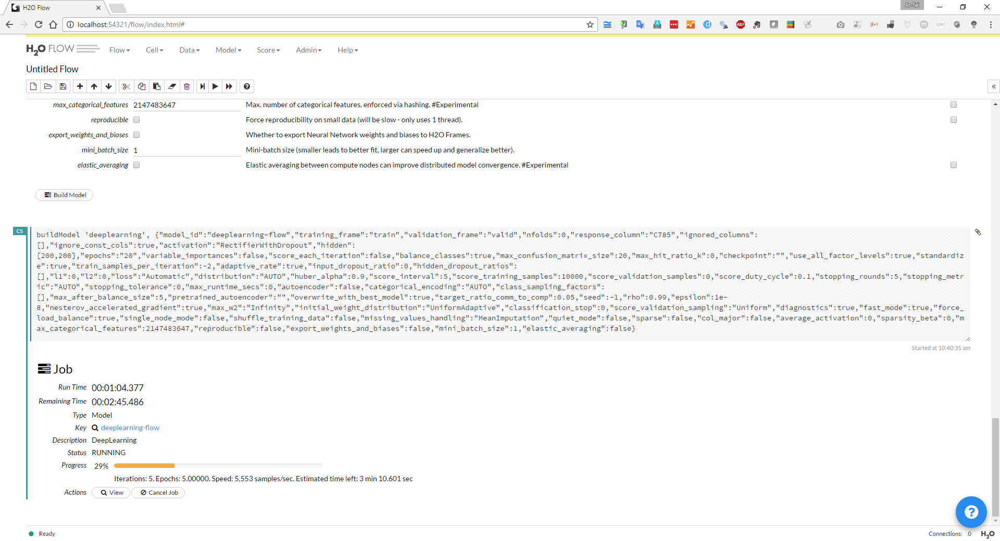 H2O Flow
Jo-fai
localhost:54321/flow/index.html#
H2O FLOW
Flow Cell Data Model Score Admin Help
Untitled Flow
max_categorical_features 2147483647 Max. number of categorical features, enforced via hashing. #Experimental
reproducible Force reproducibility on small data (will be slow - only uses 1 thread).
export_weights_and_biases Whether to export Neural Network weights and biases to H2O Frames.
mini_batch_size 1 Mini-batch size (smaller leads to better fit, larger can speed up and generalize better).
elastic_averaging Elastic averaging between compute nodes can improve distributed model convergence. #Experimental
Build Model
CS
buildModel 'deeplearning', {"model_id":"deeplearning-flow","training_frame":"train","validation_frame":"valid","nfolds":0,"response_column":"C785","ignored_columns":
[],"ignore_const_cols":true,"activation":"RectifierWithDropout","hidden":
[200,200],"epochs":"20","variable_importances":false,"score_each_iteration":false,"balance_classes":true,"max_confusion_matrix_size":20,"max_hit_ratio_k":0,"checkpoint":"","use_all_factor_levels":true,"standardiz
e":true,"train_samples_per_iteration":-2,"adaptive_rate":true,"input_dropout_ratio":0,"hidden_dropout_ratios":
[],"l1":0,"l2":0,"loss":"Automatic","distribution":"AUTO","huber_alpha":0.9,"score_interval":5,"score_training_samples":10000,"score_validation_samples":0,"score_duty_cycle":0.1,"stopping_rounds":5,"stopping_metr
ic":"AUTO","stopping_tolerance":0,"max_runtime_secs":0,"autoencoder":false,"categorical_encoding":"AUTO","class_sampling_factors":
[],"max_after_balance_size":5,"pretrained_autoencoder":"","overwrite_with_best_model":true,"target_ratio_comm_to_comp":0.05,"seed":-1,"rho":0.99,"epsilon":1e-
8,"nesterov_accelerated_gradient":true,"max_w2":"Infinity","initial_weight_distribution":"UniformAdaptive","classification_stop":0,"score_validation_sampling":"Uniform","diagnostics":true,"fast_mode":true,"force_
load_balance":true,"single_node_mode":false,"shuffle_training_data":false,"missing_values_handling":"MeanImputation","quiet_mode":false,"sparse":false,"col_major":false,"average_activation":0,"sparsity_beta":0,"m
ax_categorical_features":2147483647,"reproducible":false,"export_weights_and_biases":false,"mini_batch_size":1,"elastic_averaging":false}
Started at 10:40:35 am
Job
Run Time 00:01:04.377
Remaining Time 00:02:45.486
Type Model
Key deeplearning-flow
Description DeepLearning
Status RUNNING
Progress 29%
Iterations: 5. Epochs: 5.00000. Speed: 5,553 samples/sec. Estimated time left: 3 min 10.601 sec
Actions View Cancel Job
Ready
Connections: 0 H2O